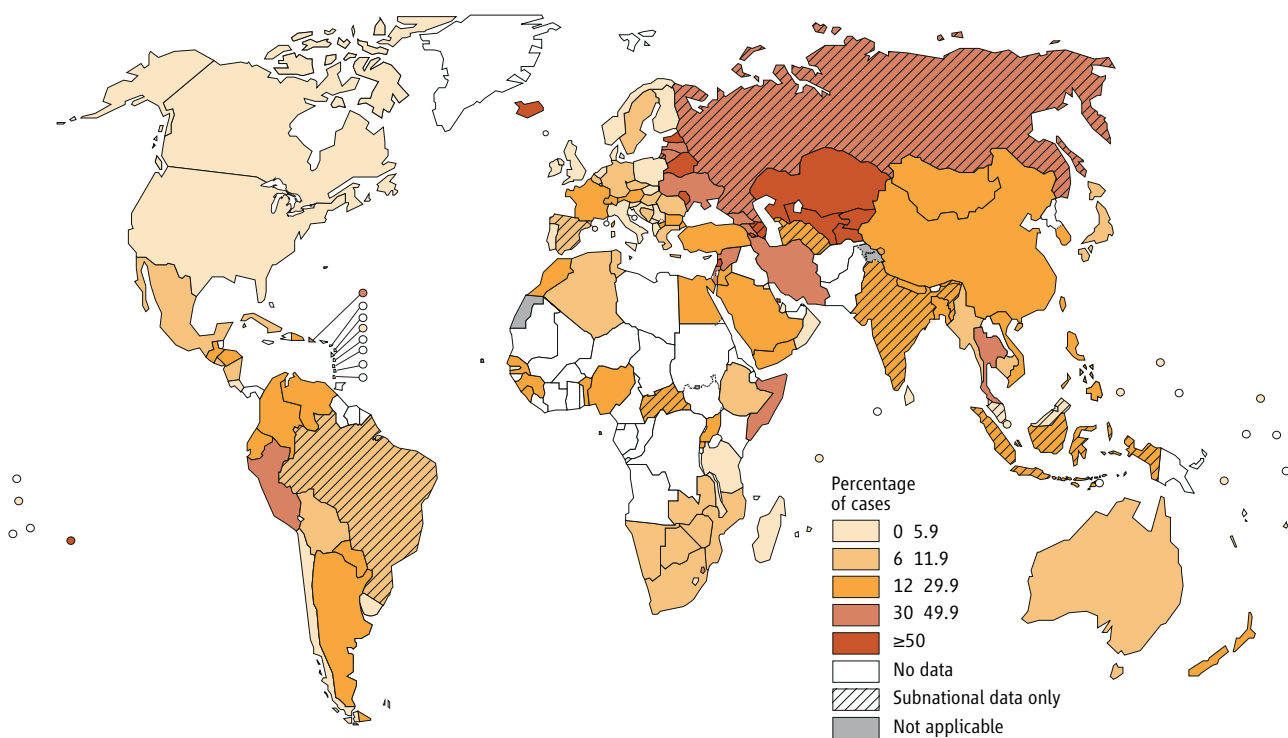 Percentage
of cases
0 5.9
6 11.9
12 29.9
30 49.9
≥50
No data
Subnational data only
Not applicable